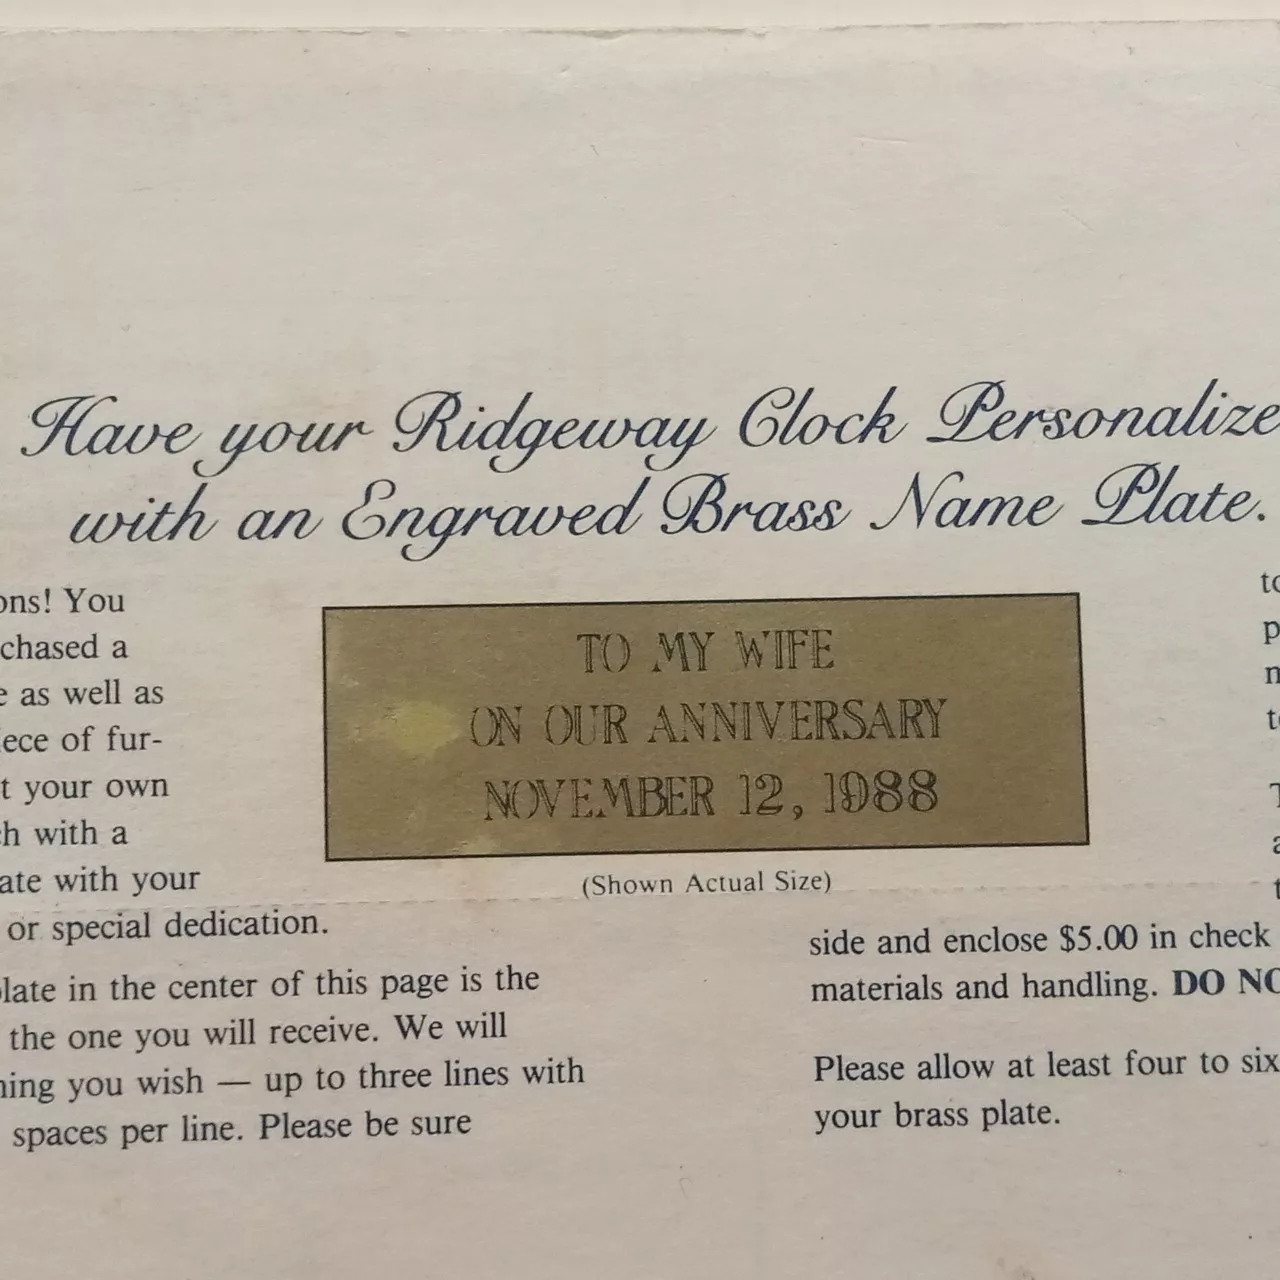 Have your Ridgeway Clock Personalize
with an Engraved Brass Name Plate.
ons! You
chased a
e as well as
iece of fur-
t your own
ch with a
ate with your
or special dedication.
late in the center of this page is the
the one you will receive. We will
hing you wish — up to three lines with
spaces per line. Please be sure
TO MY WIFE
ON OUR ANNIVERSARY
NOVEMBER 12, 1988
(Shown Actual Size)
to
p
m
t
T
a
t
side and enclose $5.00 in check
materials and handling. DO NO
Please allow at least four to six
your brass plate.